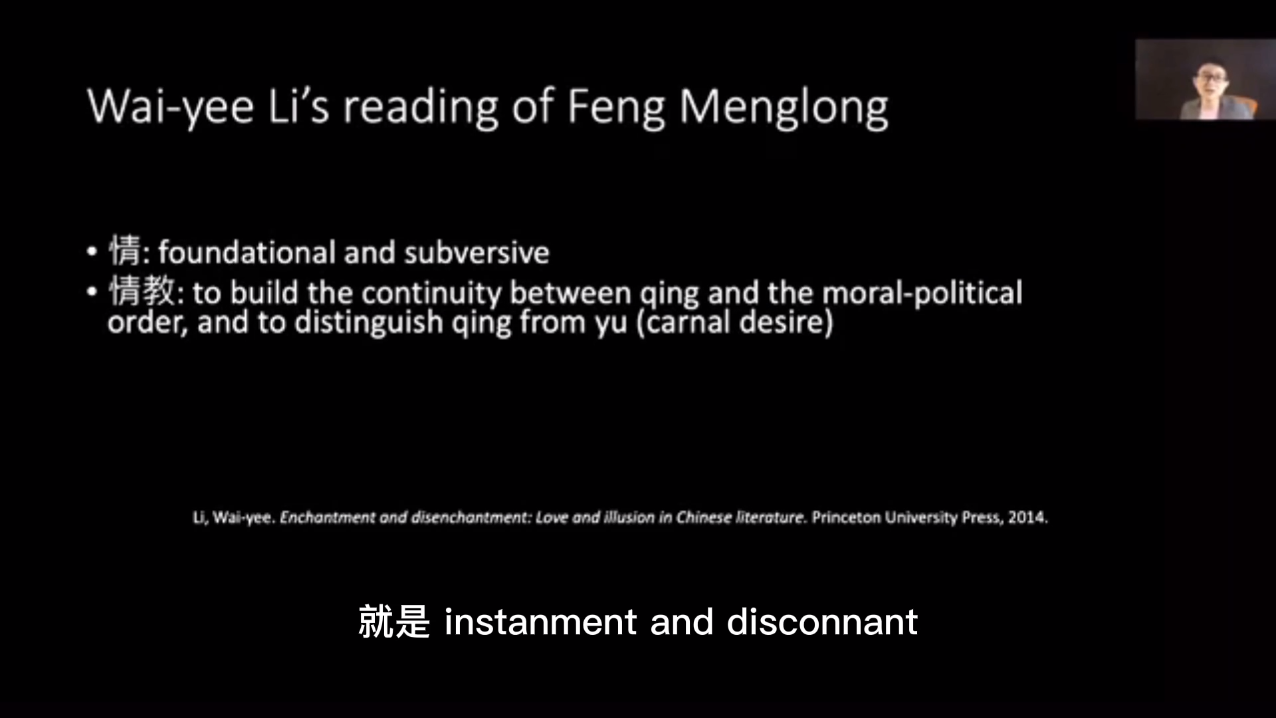 Wai-yee Li's reading of Feng Menglong
• 情: foundational and subversive
• 情教: to build the continuity between qing and the moral-political
order, and to distinguish qing from yu (carnal desire)
Li, Wai-yee. Enchantment and disenchantment: Love and illusion in Chinese literature. Princeton University Press, 2014.
就是 instanment and disconnant